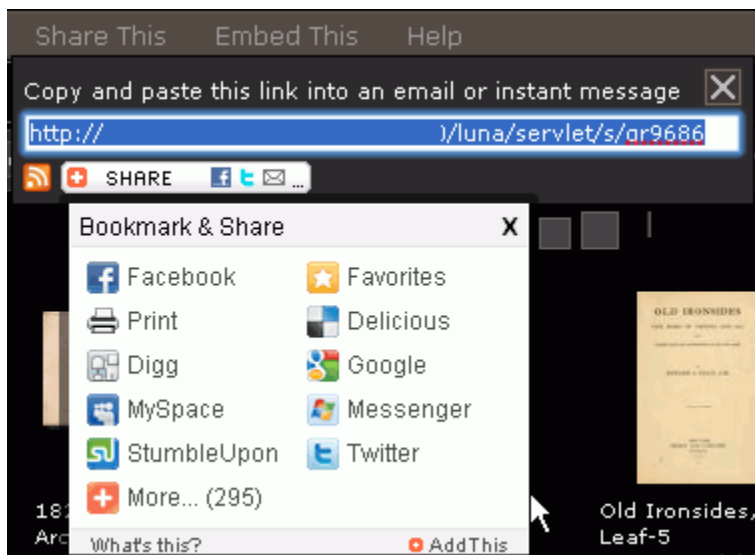 Share This Embed This Help
Copy and paste this link into an email or instant message
http:// )/luna/servlet/s/qr9686
SHARE ...
Bookmark & Share X
Facebook Favorites
Print Delicious
Digg Google
MySpace Messenger
StumbleUpon Twitter
More... (295)
What's this? AddThis
OLD IRONSIDES
182
Arc
Old Ironsides,
Leaf-5